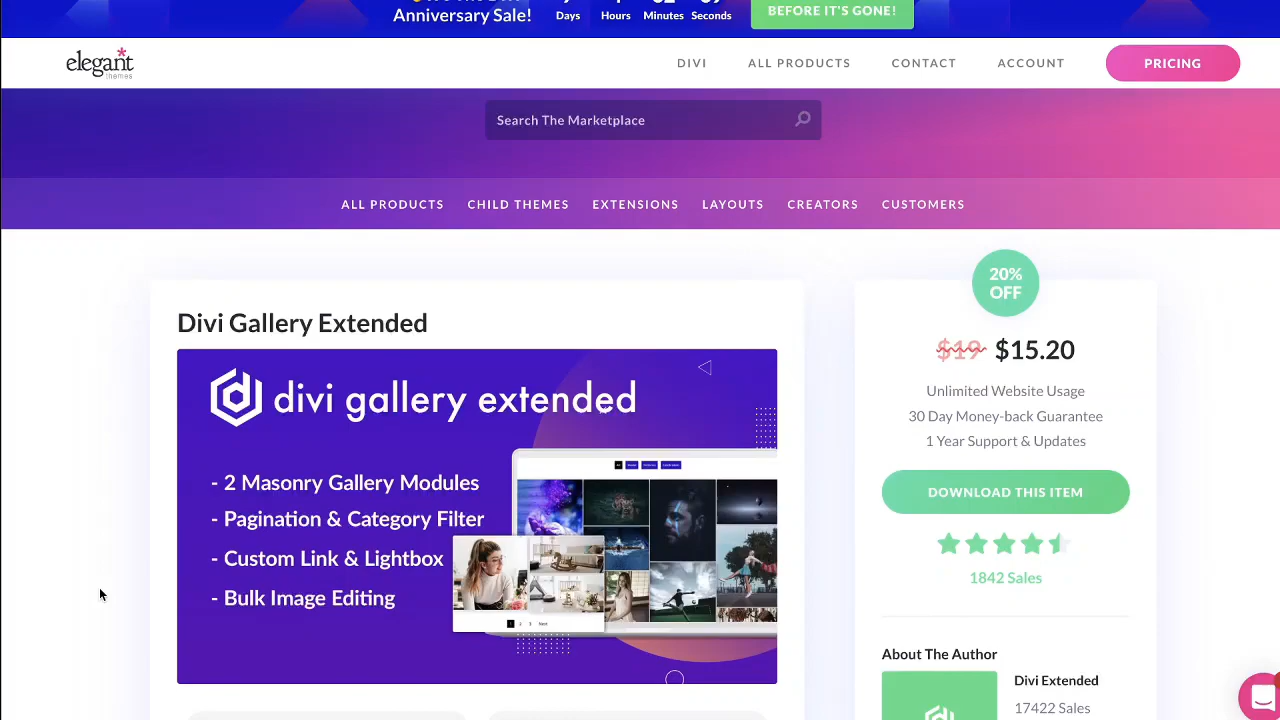 Anniversary Sale!
Days
Hours
Minutes
Seconds
BEFORE IT'S GONE!
elegant
themes
DIVI
ALL PRODUCTS
CONTACT
ACCOUNT
PRICING
Search The Marketplace
ALL PRODUCTS
CHILD THEMES
EXTENSIONS
LAYOUTS
CREATORS
CUSTOMERS
Divi Gallery Extended
divi gallery extended
- 2 Masonry Gallery Modules
- Pagination & Category Filter
- Custom Link & Lightbox
- Bulk Image Editing
20%
OFF
$19 $15.20
Unlimited Website Usage
30 Day Money-back Guarantee
1 Year Support & Updates
DOWNLOAD THIS ITEM
1842 Sales
About The Author
Divi Extended
17422 Sales